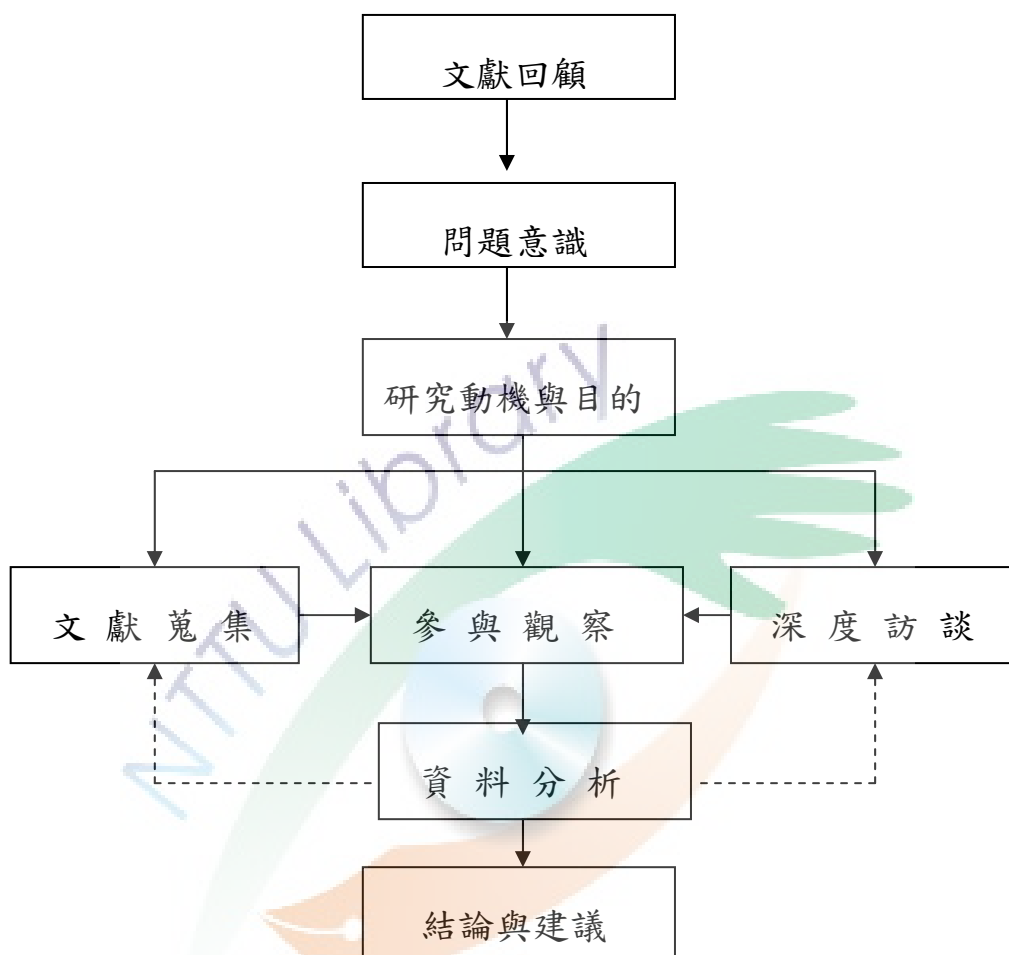 文獻回顧
問題意識
研究動機與目的
文獻蒐集
參與觀察
深度訪談
資料分析
結論與建議
NTTU Library